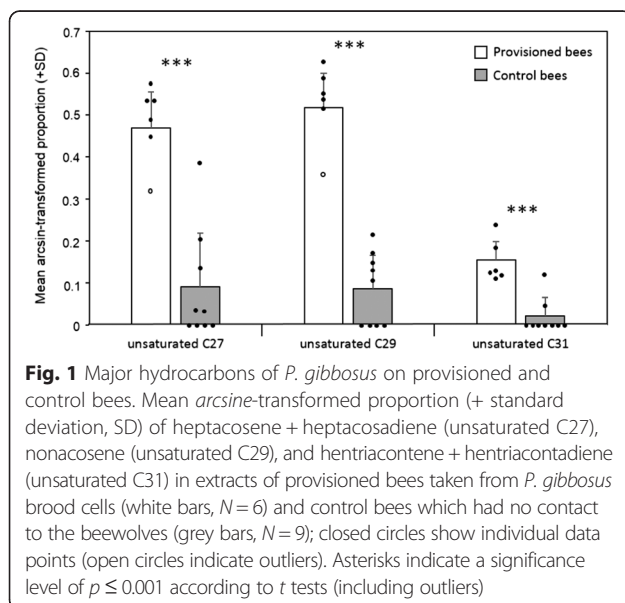 0.7
0.6
0.5
0.4
0.3
0.2
0.1
0
Mean arcsin-transformed proportion (+SD)
***
***
***
Provisioned bees
Control bees
unsaturated C27
unsaturated C29
unsaturated C31
Fig. 1 Major hydrocarbons of P. gibbosus on provisioned and
control bees. Mean arcsine-transformed proportion (+ standard
deviation, SD) of heptacosene + heptacosadiene (unsaturated C27),
nonacosene (unsaturated C29), and hentriacontene + hentriacontadiene
(unsaturated C31) in extracts of provisioned bees taken from P. gibbosus
brood cells (white bars, N = 6) and control bees which had no contact
to the beewolves (grey bars, N = 9); closed circles show individual data
points (open circles indicate outliers). Asterisks indicate a significance
level of p ≤ 0.001 according to t tests (including outliers)